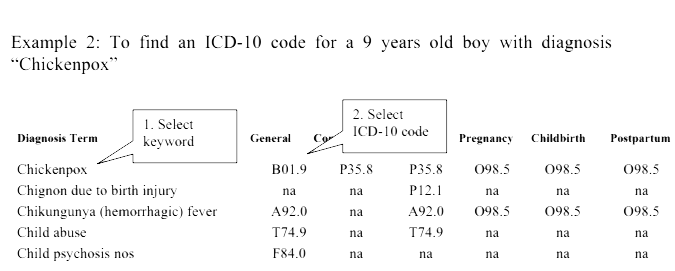 Example 2: To find an ICD-10 code for a 9 years old boy with diagnosis
“Chickenpox”
1. Select
keyword
2. Select
ICD-10 code
Diagnosis Term General Pregnancy Childbirth Postpartum
Chickenpox B01.9 P35.8 P35.8 O98.5 O98.5 O98.5
Chignon due to birth injury na na P12.1 na na na
Chikungunya (hemorrhagic) fever A92.0 na A92.0 O98.5 O98.5 O98.5
Child abuse T74.9 na T74.9 na na na
Child psychosis nos F84.0 na na na na na